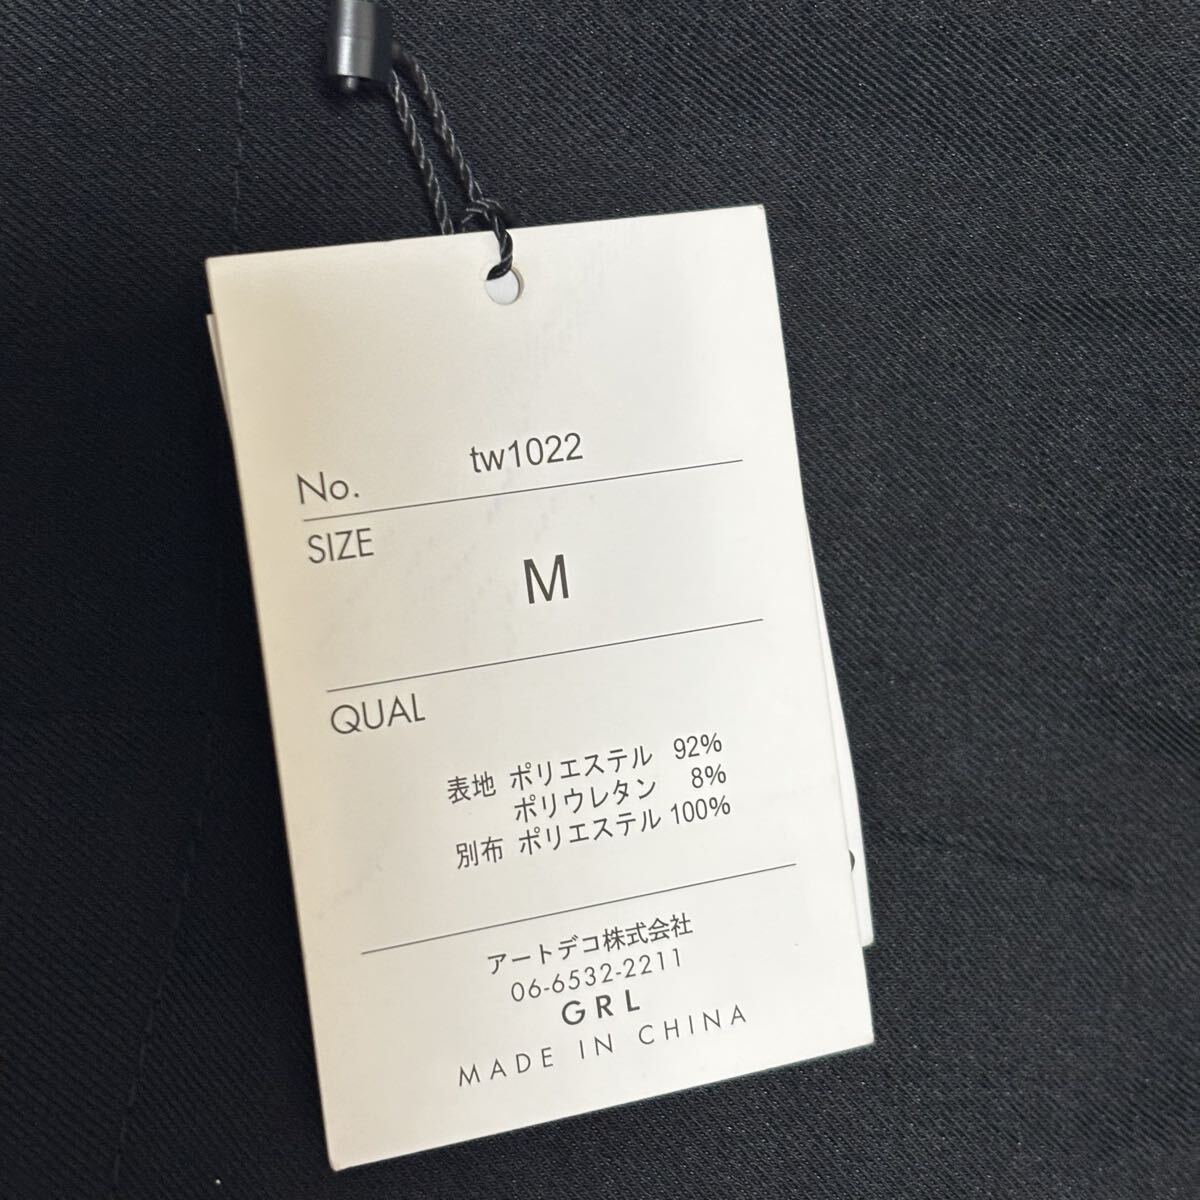 No. tw1022
SIZE
M
QUAL
表地 ポリエステル 92%
ポリウレタン 8%
別布 ポリエステル 100%
アートデコ株式会社
06-6532-2211
GRL
MADE IN CHINA